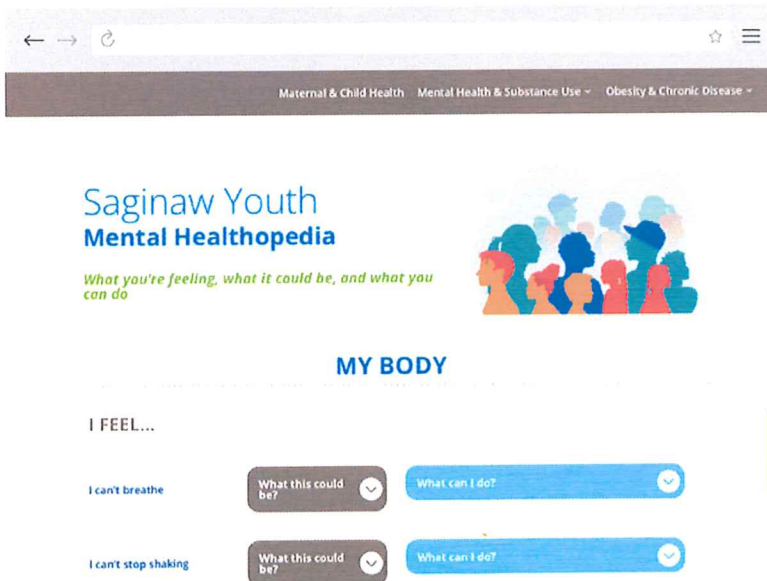 Maternal & Child Health Mental Health & Substance Use Obesity & Chronic Disease
Saginaw Youth
Mental Healthopedia
What you're feeling, what it could be, and what you
can do
MY BODY
I FEEL...
I can't breathe
What this could
be?
What can I do?
I can't stop shaking
What this could
be?
What can I do?